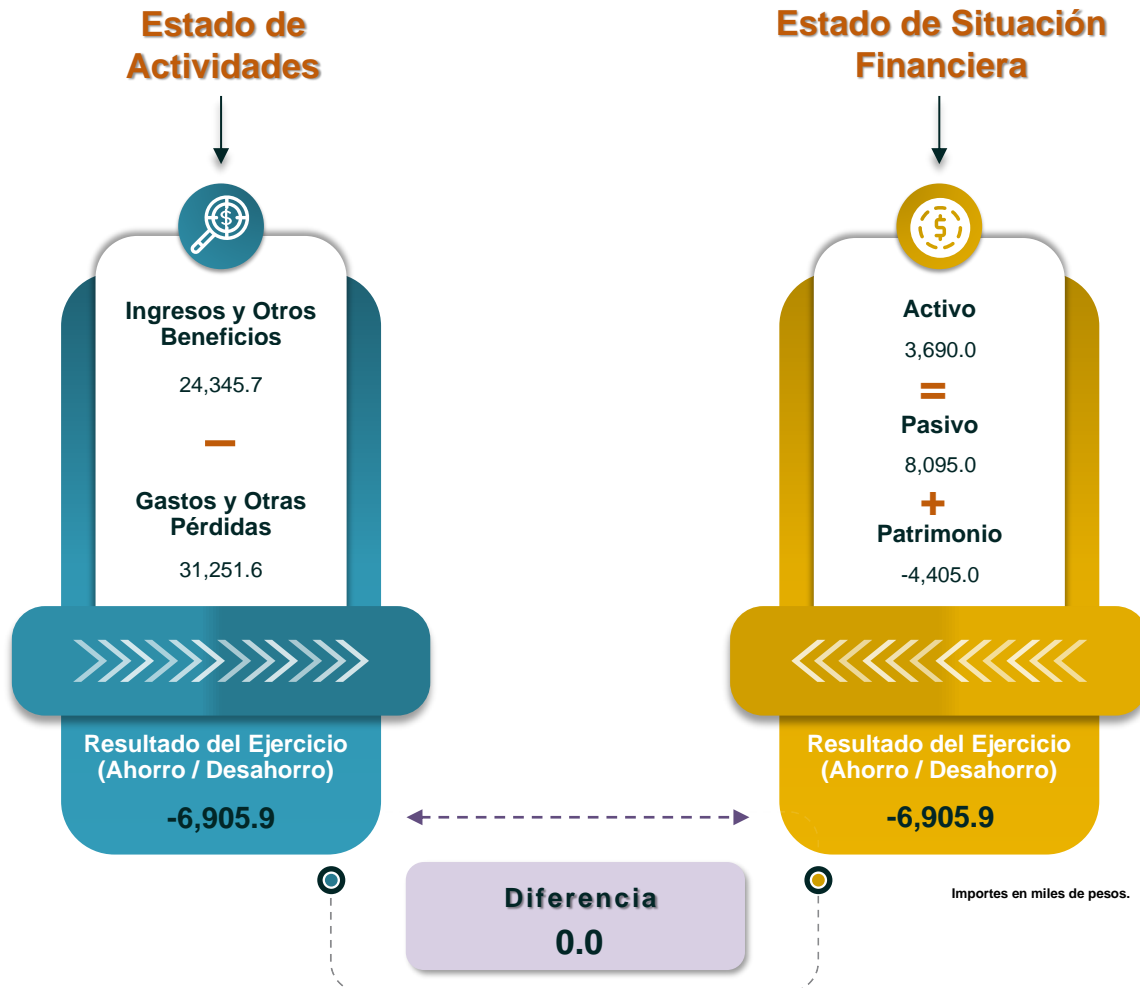 Estado de
Actividades
Ingresos y Otros
Beneficios
24,345.7
−
Gastos y Otras
Pérdidas
31,251.6
Resultado del Ejercicio
(Ahorro / Desahorro)
-6,905.9
Estado de Situación
Financiera
$
Activo
3,690.0
=
Pasivo
8,095.0
+
Patrimonio
-4,405.0
Resultado del Ejercicio
(Ahorro / Desahorro)
-6,905.9
Diferencia
0.0
Importes en miles de pesos.